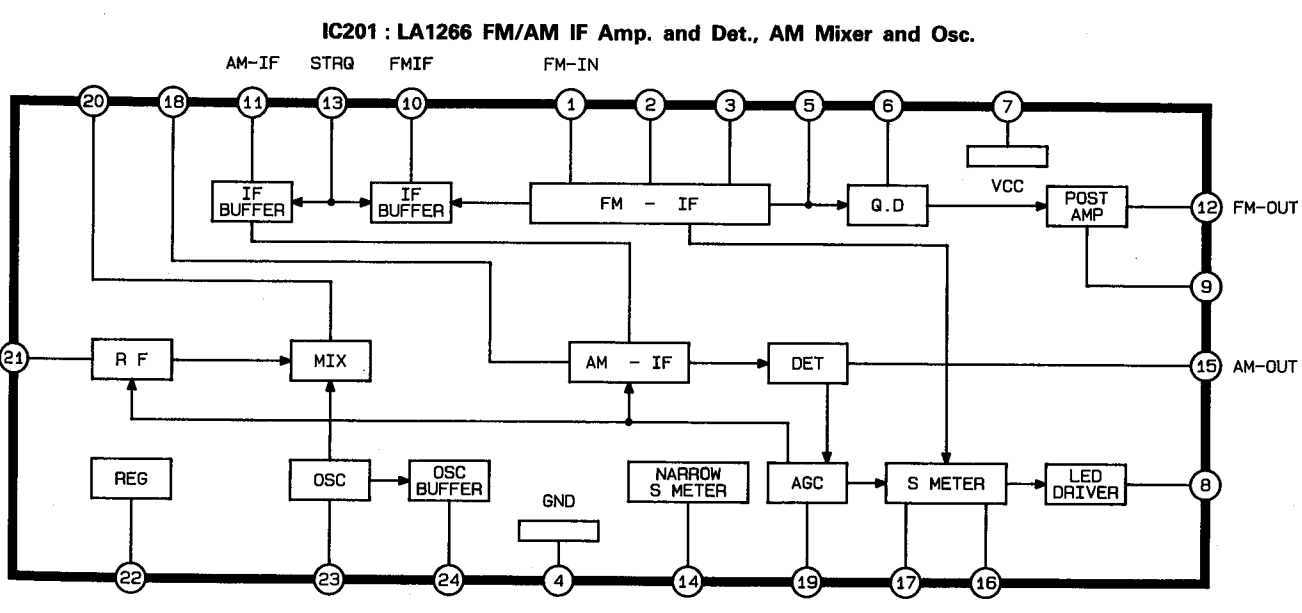 IC201 : LA1266 FM/AM IF Amp. and Det., AM Mixer and Osc.
AM-IF STRQ FMIF FM-IN
20 18 11 13 10 1 2 3 5 6 7
VCC
IF
BUFFER
IF
BUFFER
FM - IF
Q.D
POST
AMP
12 FM-OUT
9
21
R F
MIX
AM - IF
DET
15 AM-OUT
REG
OSC
OSC
BUFFER
GND
NARROW
S METER
AGC
S METER
LED
DRIVER
8
22 23 24 4 14 19 17 16